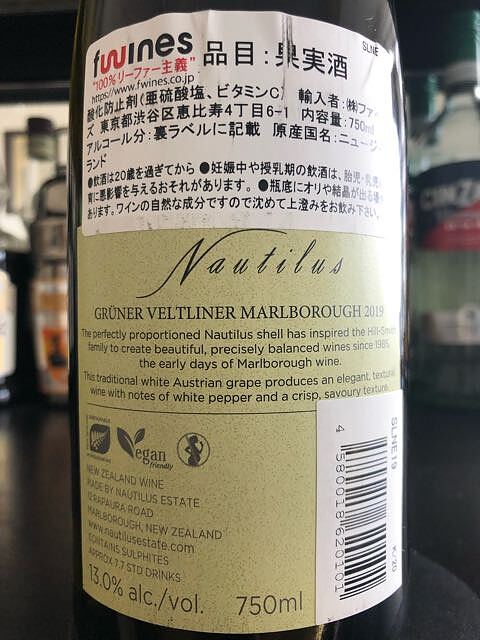 fwines
品目：果実酒
SLNE
"100%リーファー主義"
https://www.fwines.co.jp
酸化防止剤(亜硫酸塩、ビタミンC)
輸入者：㈱ファ
ズ 東京都渋谷区恵比寿4丁目6-1 内容量：750ml
アルコール分：裏ラベルに記載 原産国名：ニュージー
ランド
●飲酒は20歳を過ぎてから ●妊娠中や授乳期の飲酒は、胎児・乳児の
育に悪影響を与えるおそれがあります。 ●瓶底にオリや結晶が出る場
あります。ワインの自然な成分ですので沈めて上澄みをお飲み下さい。
Nautilus
GRÜNER VELTLINER MARLBOROUGH 2019
The perfectly proportioned Nautilus shell has inspired the Hill-Smith
family to create beautiful, precisely balanced wines since 1985,
the early days of Marlborough wine.
This traditional white Austrian grape produces an elegant, textural
wine with notes of white pepper and a crisp, savoury texture.
Vegan
friendly
NEW ZEALAND WINE
MADE BY NAUTILUS ESTATE
12 RAPAURA ROAD
MARLBOROUGH, NEW ZEALAND
www.nautilusestate.com
CONTAINS SULPHITES
APPROX 7.7 STD DRINKS
13.0% alc./vol. 750ml
SLNE19
4 580018 620101
K/20